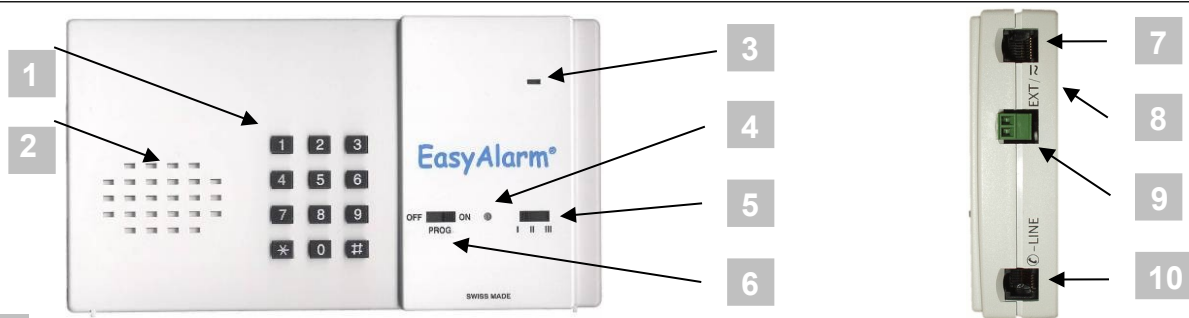 1
2
1 2 3
4 5 6
7 8 9
* 0 #
EasyAlarm®
OFF ON
PROG
I II III
SWISS MADE
3
4
5
6
EXT/
-LINE
7
8
9
10